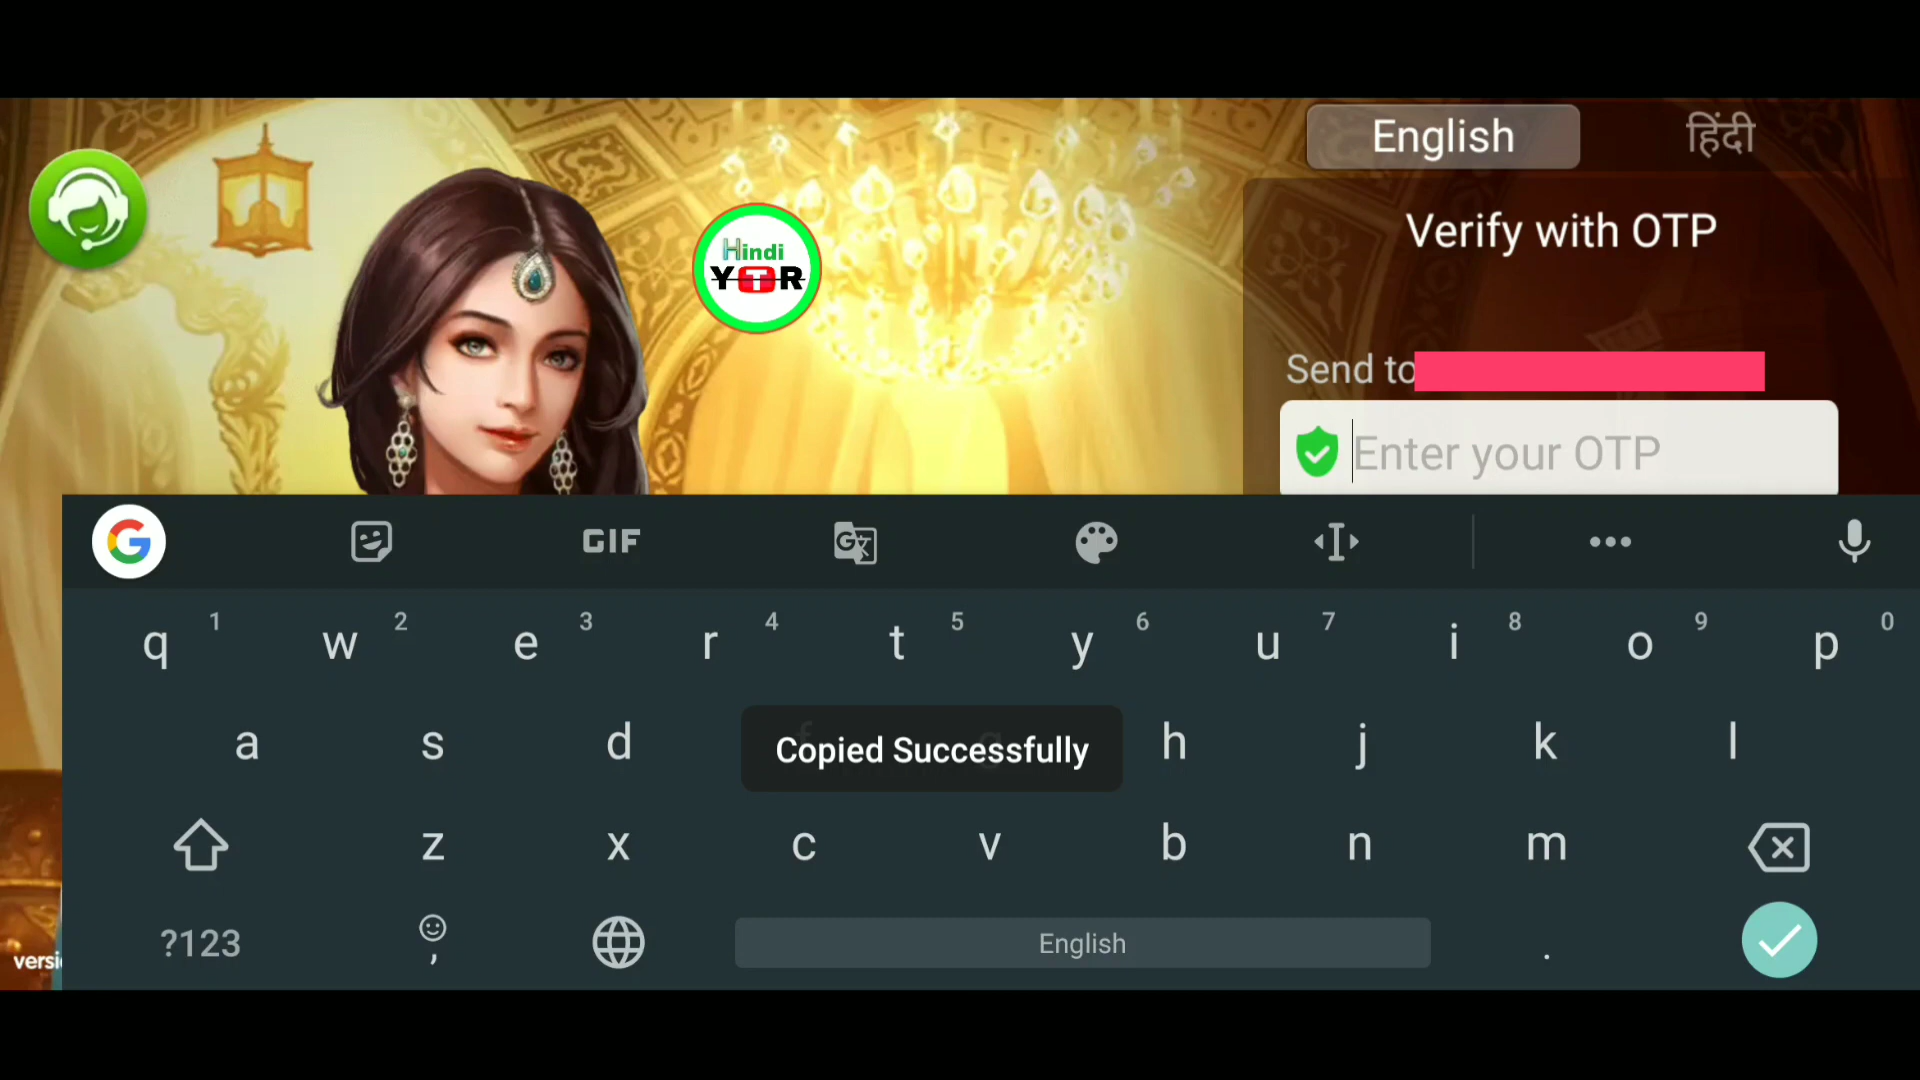 English
हिंदी
Verify with OTP
Hindi
YTR
Send to
Enter your OTP
GIF
q 1 w 2 e 3 r 4 t 5 y 6 u 7 i 8 o 9 p 0
a s d h j k l
Copied Successfully
z x c v b n m
?123 , English .
versi